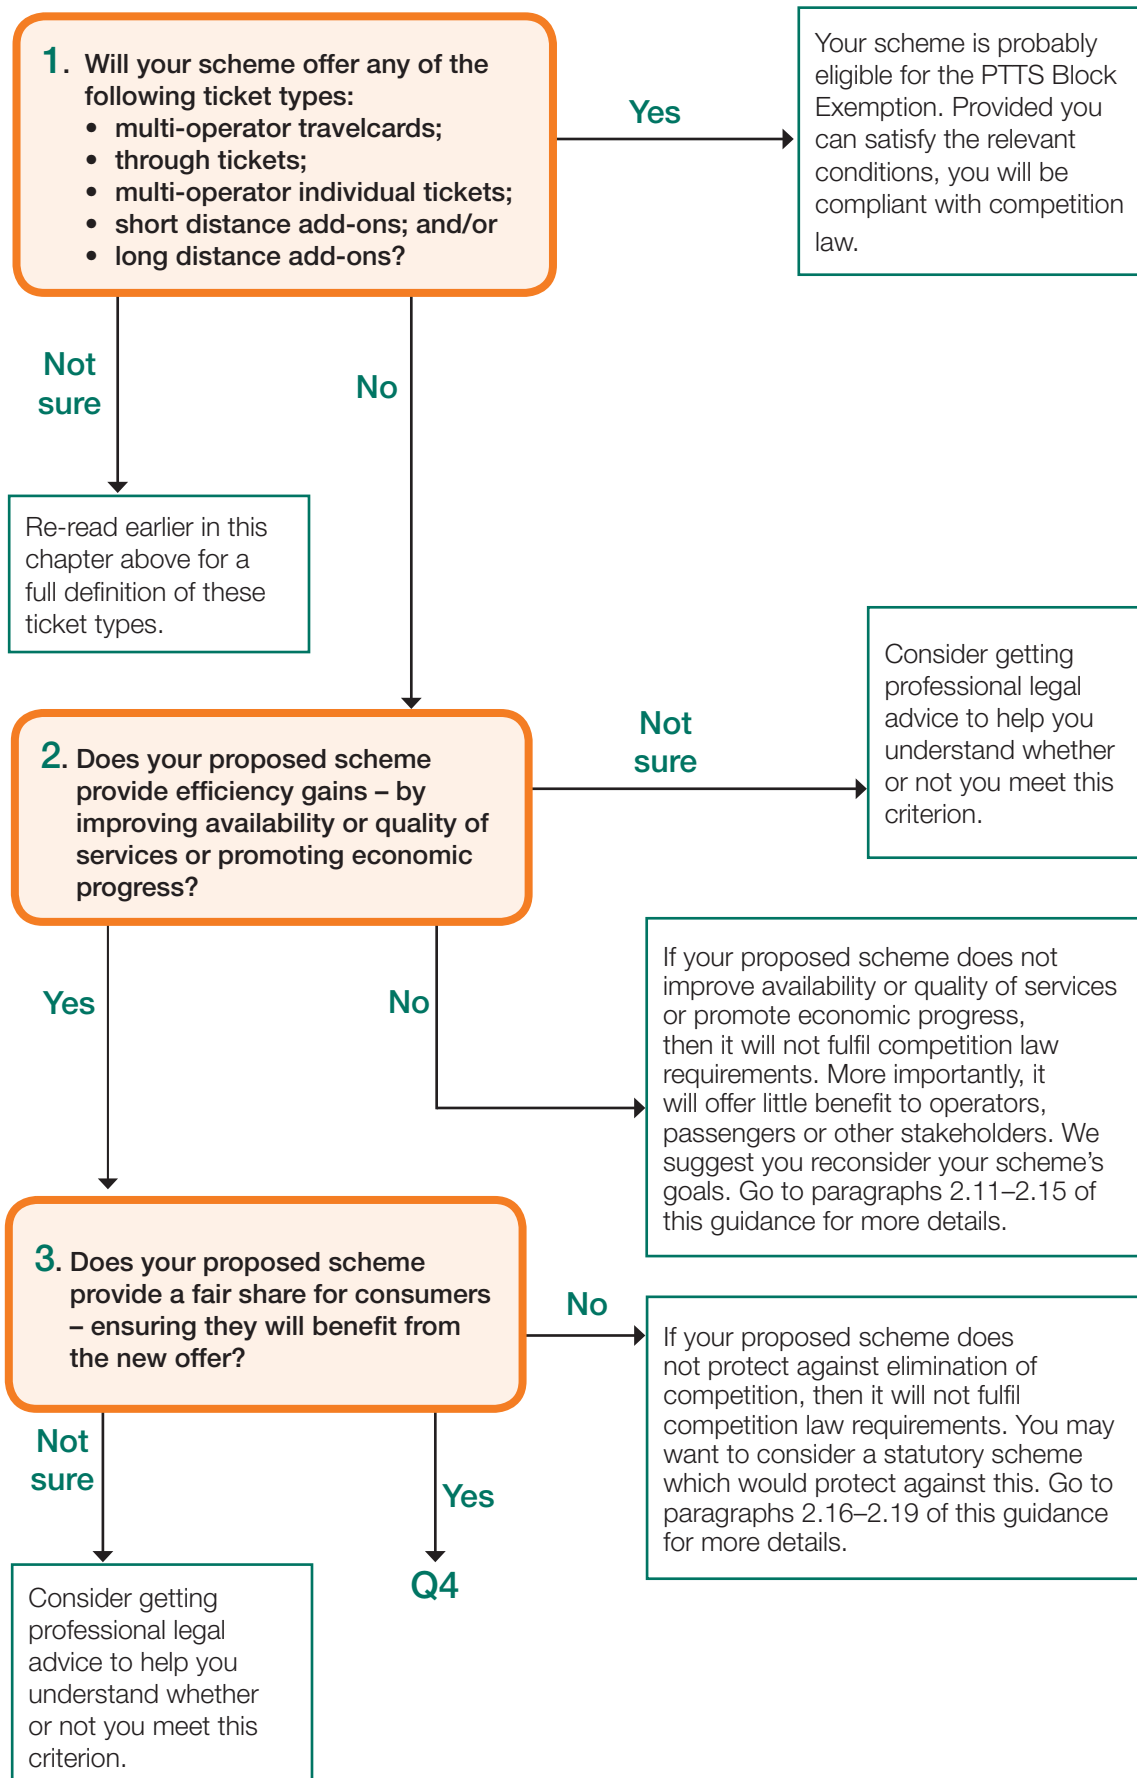 1. Will your scheme offer any of the
following ticket types:
• multi-operator travelcards;
• through tickets;
• multi-operator individual tickets;
• short distance add-ons; and/or
• long distance add-ons?
Yes
Your scheme is probably
eligible for the PTTS Block
Exemption. Provided you
can satisfy the relevant
conditions, you will be
compliant with competition
law.
Not
sure
No
Re-read earlier in this
chapter above for a
full definition of these
ticket types.
2. Does your proposed scheme
provide efficiency gains – by
improving availability or quality of
services or promoting economic
progress?
Not
sure
Consider getting
professional legal
advice to help you
understand whether
or not you meet this
criterion.
Yes
No
If your proposed scheme does not
improve availability or quality of services
or promote economic progress,
then it will not fulfil competition law
requirements. More importantly, it
will offer little benefit to operators,
passengers or other stakeholders. We
suggest you reconsider your scheme’s
goals. Go to paragraphs 2.11–2.15 of
this guidance for more details.
3. Does your proposed scheme
provide a fair share for consumers
– ensuring they will benefit from
the new offer?
No
If your proposed scheme does
not protect against elimination of
competition, then it will not fulfil
competition law requirements. You may
want to consider a statutory scheme
which would protect against this. Go to
paragraphs 2.16–2.19 of this guidance
for more details.
Not
sure
Yes
Q4
Consider getting
professional legal
advice to help you
understand whether
or not you meet this
criterion.